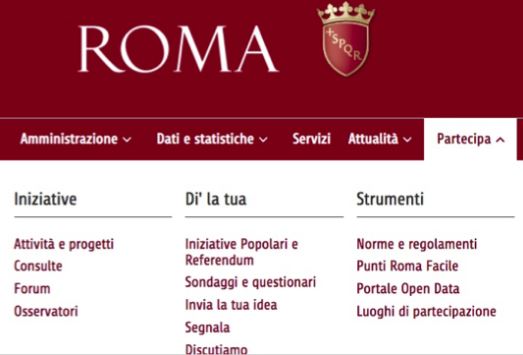 ROMA
SPQR
Amministrazione Dati e statistiche Servizi Attualità Partecipa
Iniziative
Attività e progetti
Consulte
Forum
Osservatori
Di' la tua
Iniziative Popolari e
Referendum
Sondaggi e questionari
Invia la tua idea
Segnala
Discutiamo
Strumenti
Norme e regolamenti
Punti Roma Facile
Portale Open Data
Luoghi di partecipazione